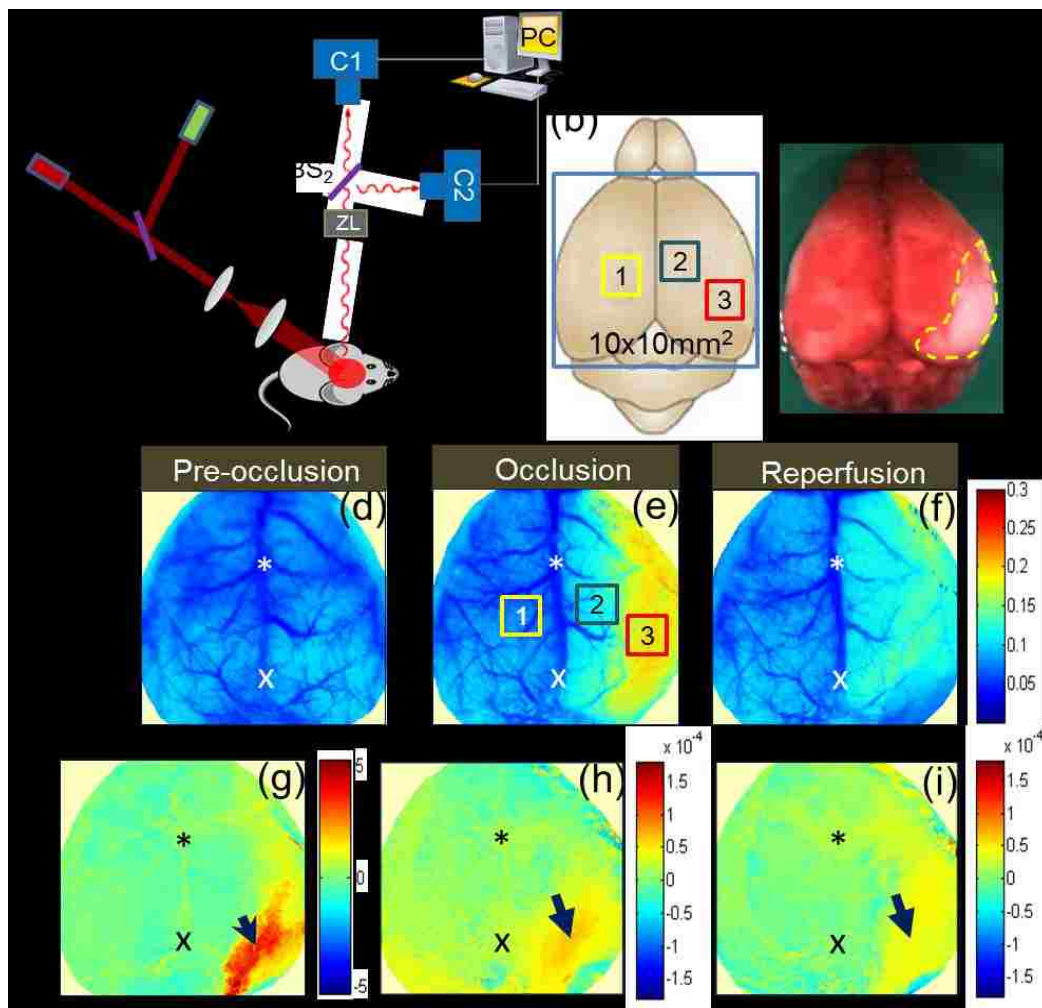 PC
C1
BS₂
C2
ZL
(b)
1
2
3
10x10mm²
Pre-occlusion
Occlusion
Reperfusion
(d)
(e)
(f)
*
*
*
1
2
3
X
X
X
0.3
0.25
0.2
0.15
0.1
0.05
(g)
(h)
(i)
5
0
-5
x 10⁻⁴
1.5
1
0.5
0
-0.5
-1
-1.5
x 10⁻⁴
1.5
1
0.5
0
-0.5
-1
-1.5
*
*
*
X
X
X